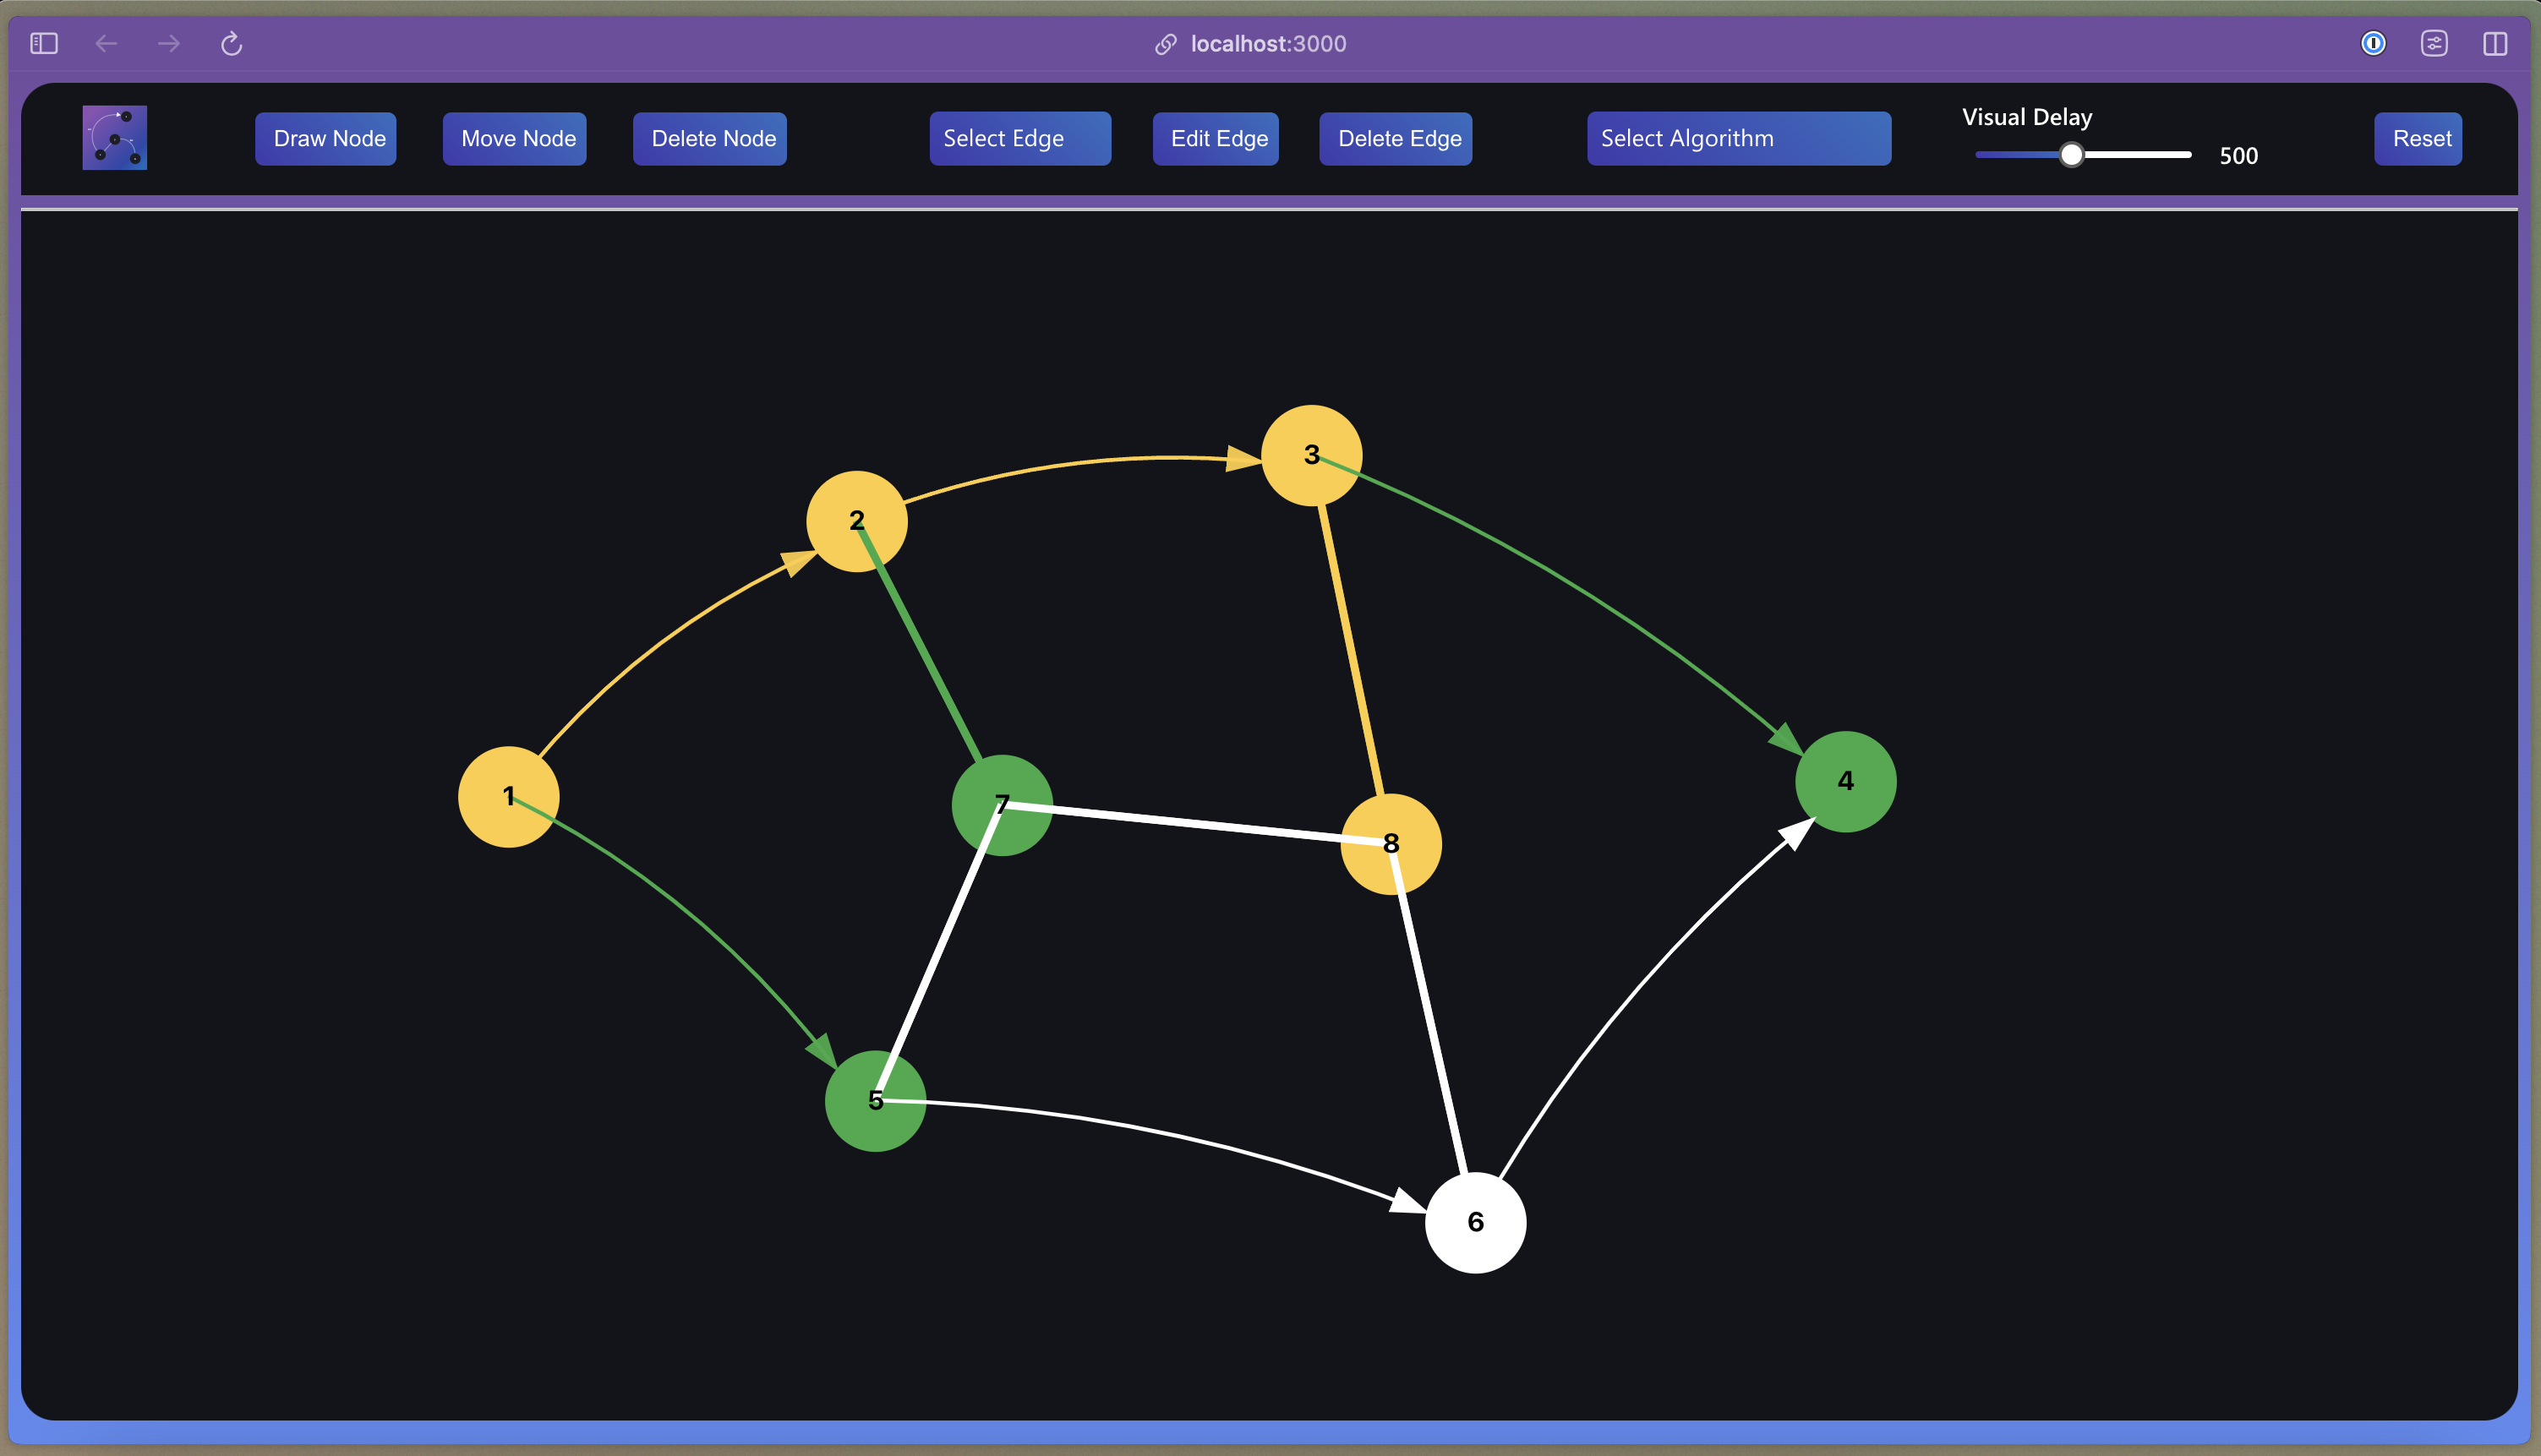 localhost:3000
Draw Node
Move Node
Delete Node
Select Edge
Edit Edge
Delete Edge
Select Algorithm
Visual Delay
500
Reset
3
2
4
1
7
8
5
6